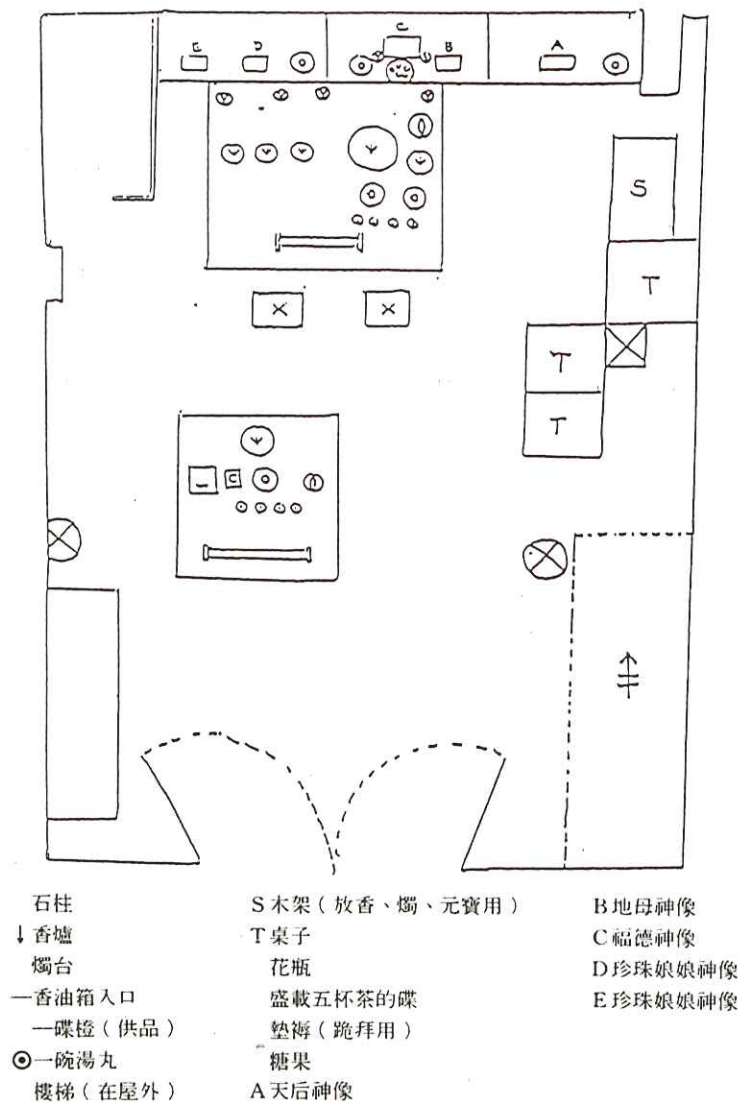 E D C B A
S
T
T
T
石柱 S木架（放香、燭、元寶用） B地母神像
↓香爐 T桌子 C福德神像
燭台 花瓶 D珍珠娘娘神像
—香油箱入口 盛載五杯茶的碟 E珍珠娘娘神像
—碟橙（供品） 墊褥（跪拜用）
◉一碗湯丸 糖果
樓梯（在屋外） A天后神像